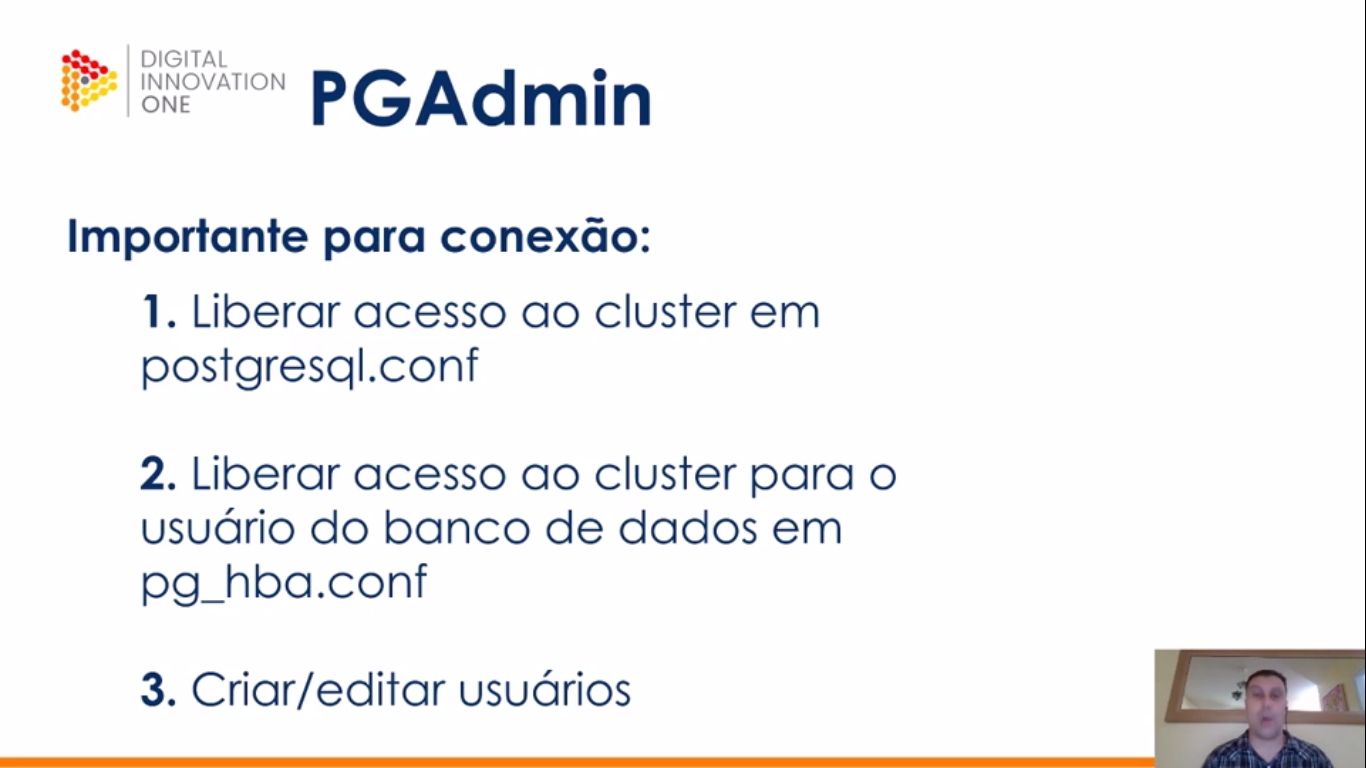 DIGITAL
INNOVATION
ONE
PGAdmin
Importante para conexão:
1. Liberar acesso ao cluster em
postgresql.conf
2. Liberar acesso ao cluster para o
usuário do banco de dados em
pg_hba.conf
3. Criar/editar usuários